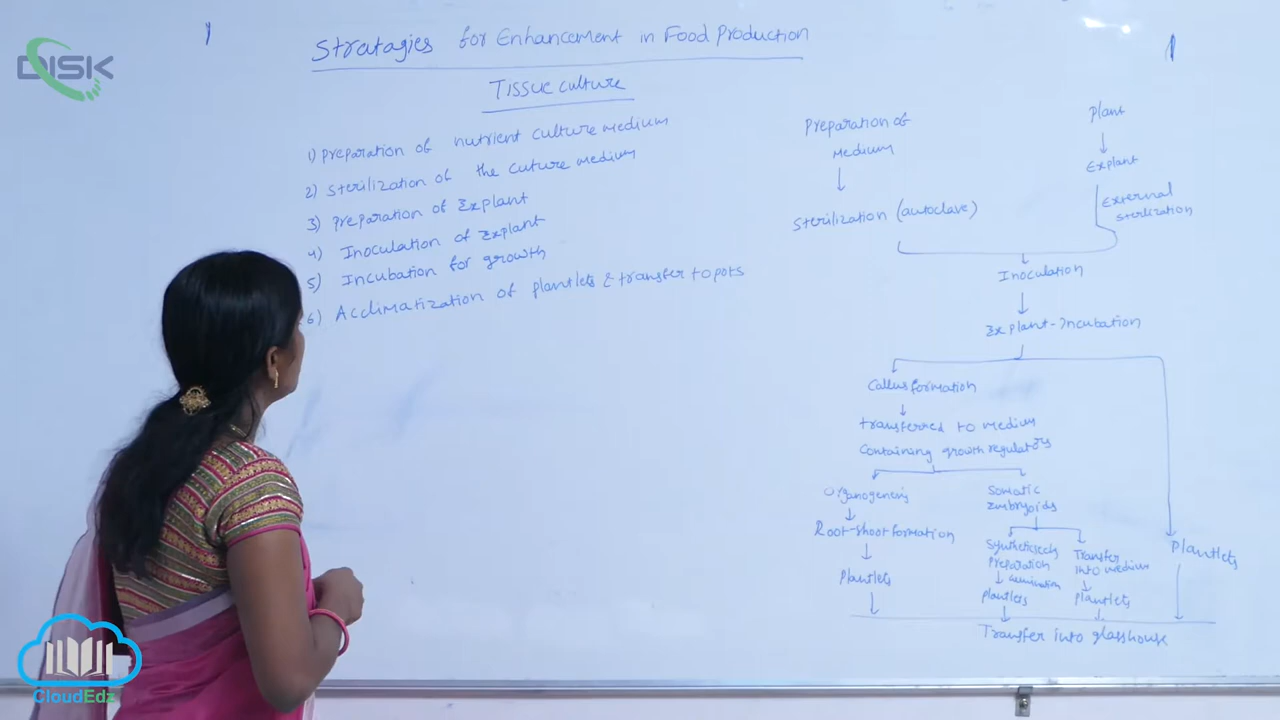 DISK
Stratagies for Enhancement in Food Production
Tissue culture
1) Preparation of nutrient culture medium
2) Sterilization of the cuture medium
3) Preparation of Explant
4) Inoculation of Explant
5) Incubation for growth
6) Acclimatization of plantlets & transfer to pots
Preparation of
Medium
Sterilization (autoclave)
Plant
Explant
External
sterlization
Inoculation
Explant-Incubation
Callus formation
transferred to medium
Containing growth regulators
Organogenesis
Root-shoot formation
Plantlets
Somatic
embryoids
Synthetic seeds
preparation
Plantlets
Transfer
into medium
Plantlets
Plantlets
Transfer into glasshouse
CloudEdz